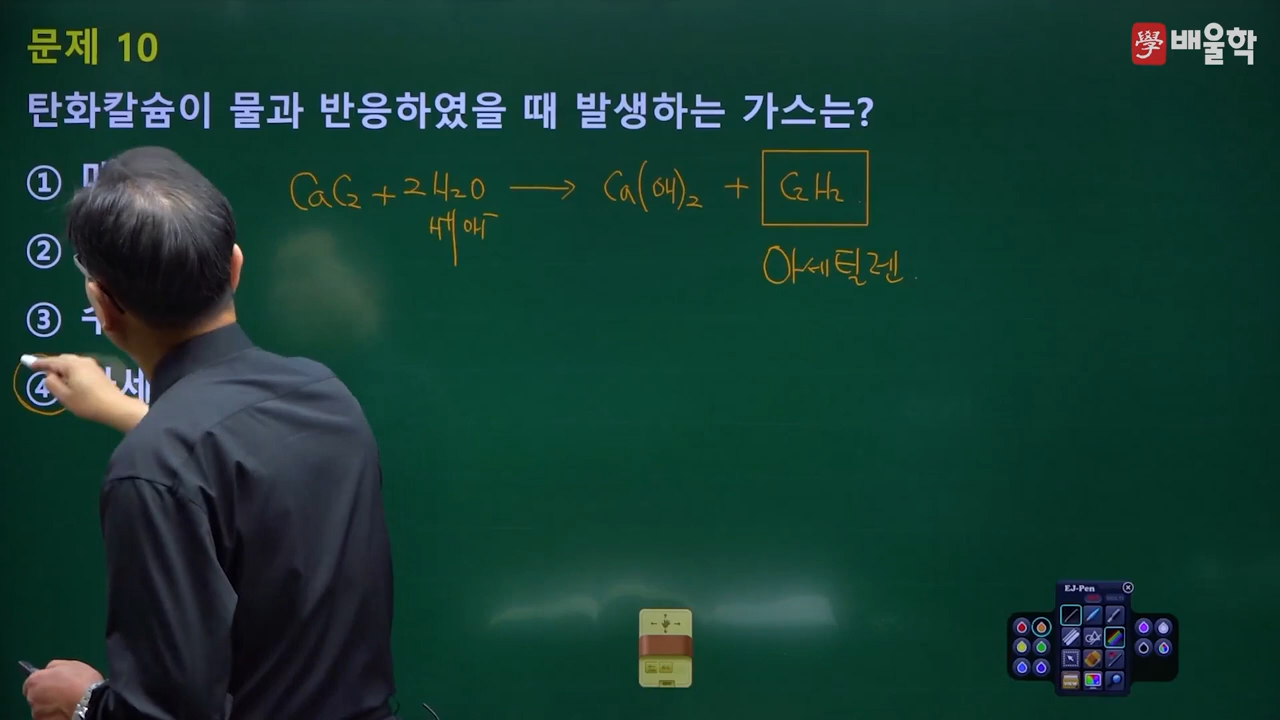 문제 10
學 배울학
탄화칼슘이 물과 반응하였을 때 발생하는 가스는?
①
CaC₂ + 2H₂O ⟶ Ca(OH)₂ + C₂H₂
H⁺ OH⁻
②
아세틸렌.
③
④
EJ-Pen